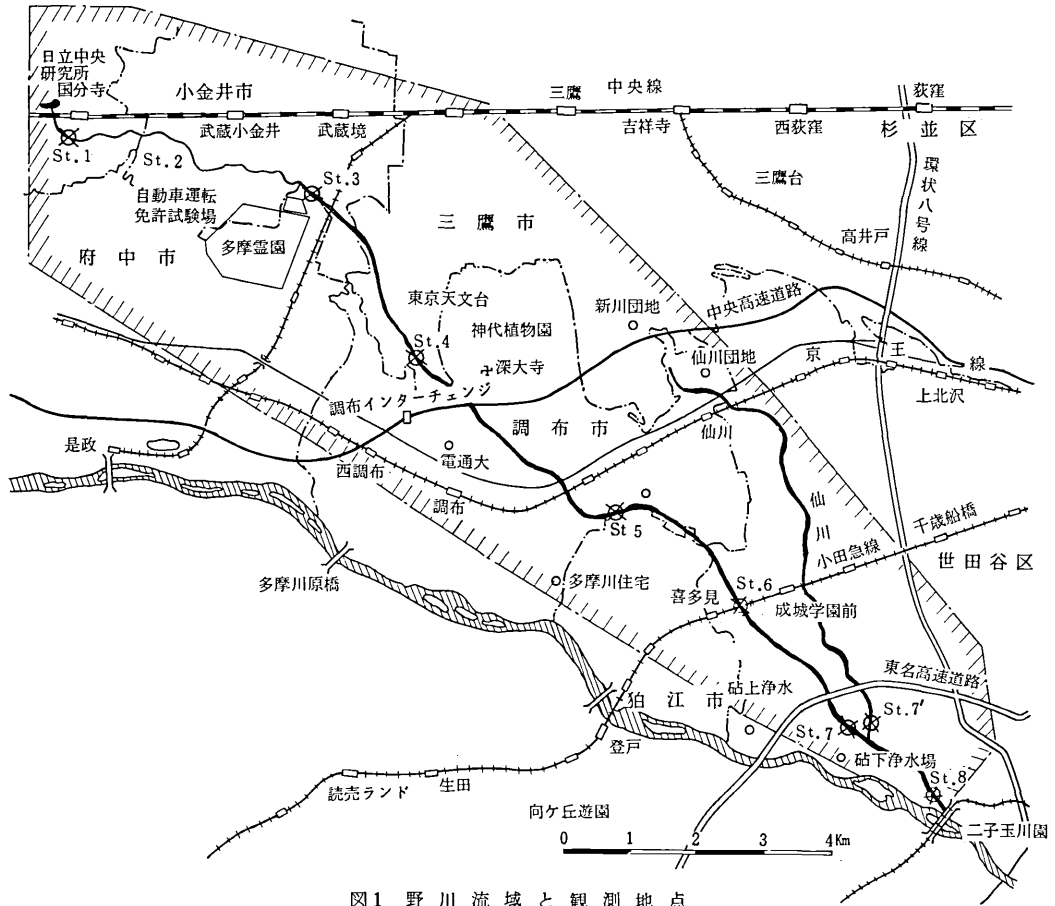 日立中央
研究所
国分寺
小金井市
三鷹
中央線
荻窪
武蔵小金井
武蔵境
吉祥寺
西荻窪
杉並区
St.1
St.2
St.3
自動車運転
免許試験場
三鷹台
環状八号線
多摩霊園
三鷹市
高井戸
府中市
東京天文台
新川団地
中央高速道路
神代植物園
St.4
深大寺
仙川団地
京王線
調布インターチェンジ
上北沢
調布市
仙川
是政
電通大
西調布
調布
仙川
千歳船橋
St 5
小田急線
世田谷区
多摩川原橋
多摩川住宅
喜多見
St.6
成城学園前
東名高速道路
砧上浄水
狛江市
St.7'
St.7
登戸
砧下浄水場
St.8
読売ランド
生田
向ケ丘遊園
二子玉川園
0 1 2 3 4Km
図1 野川流域と観測地点